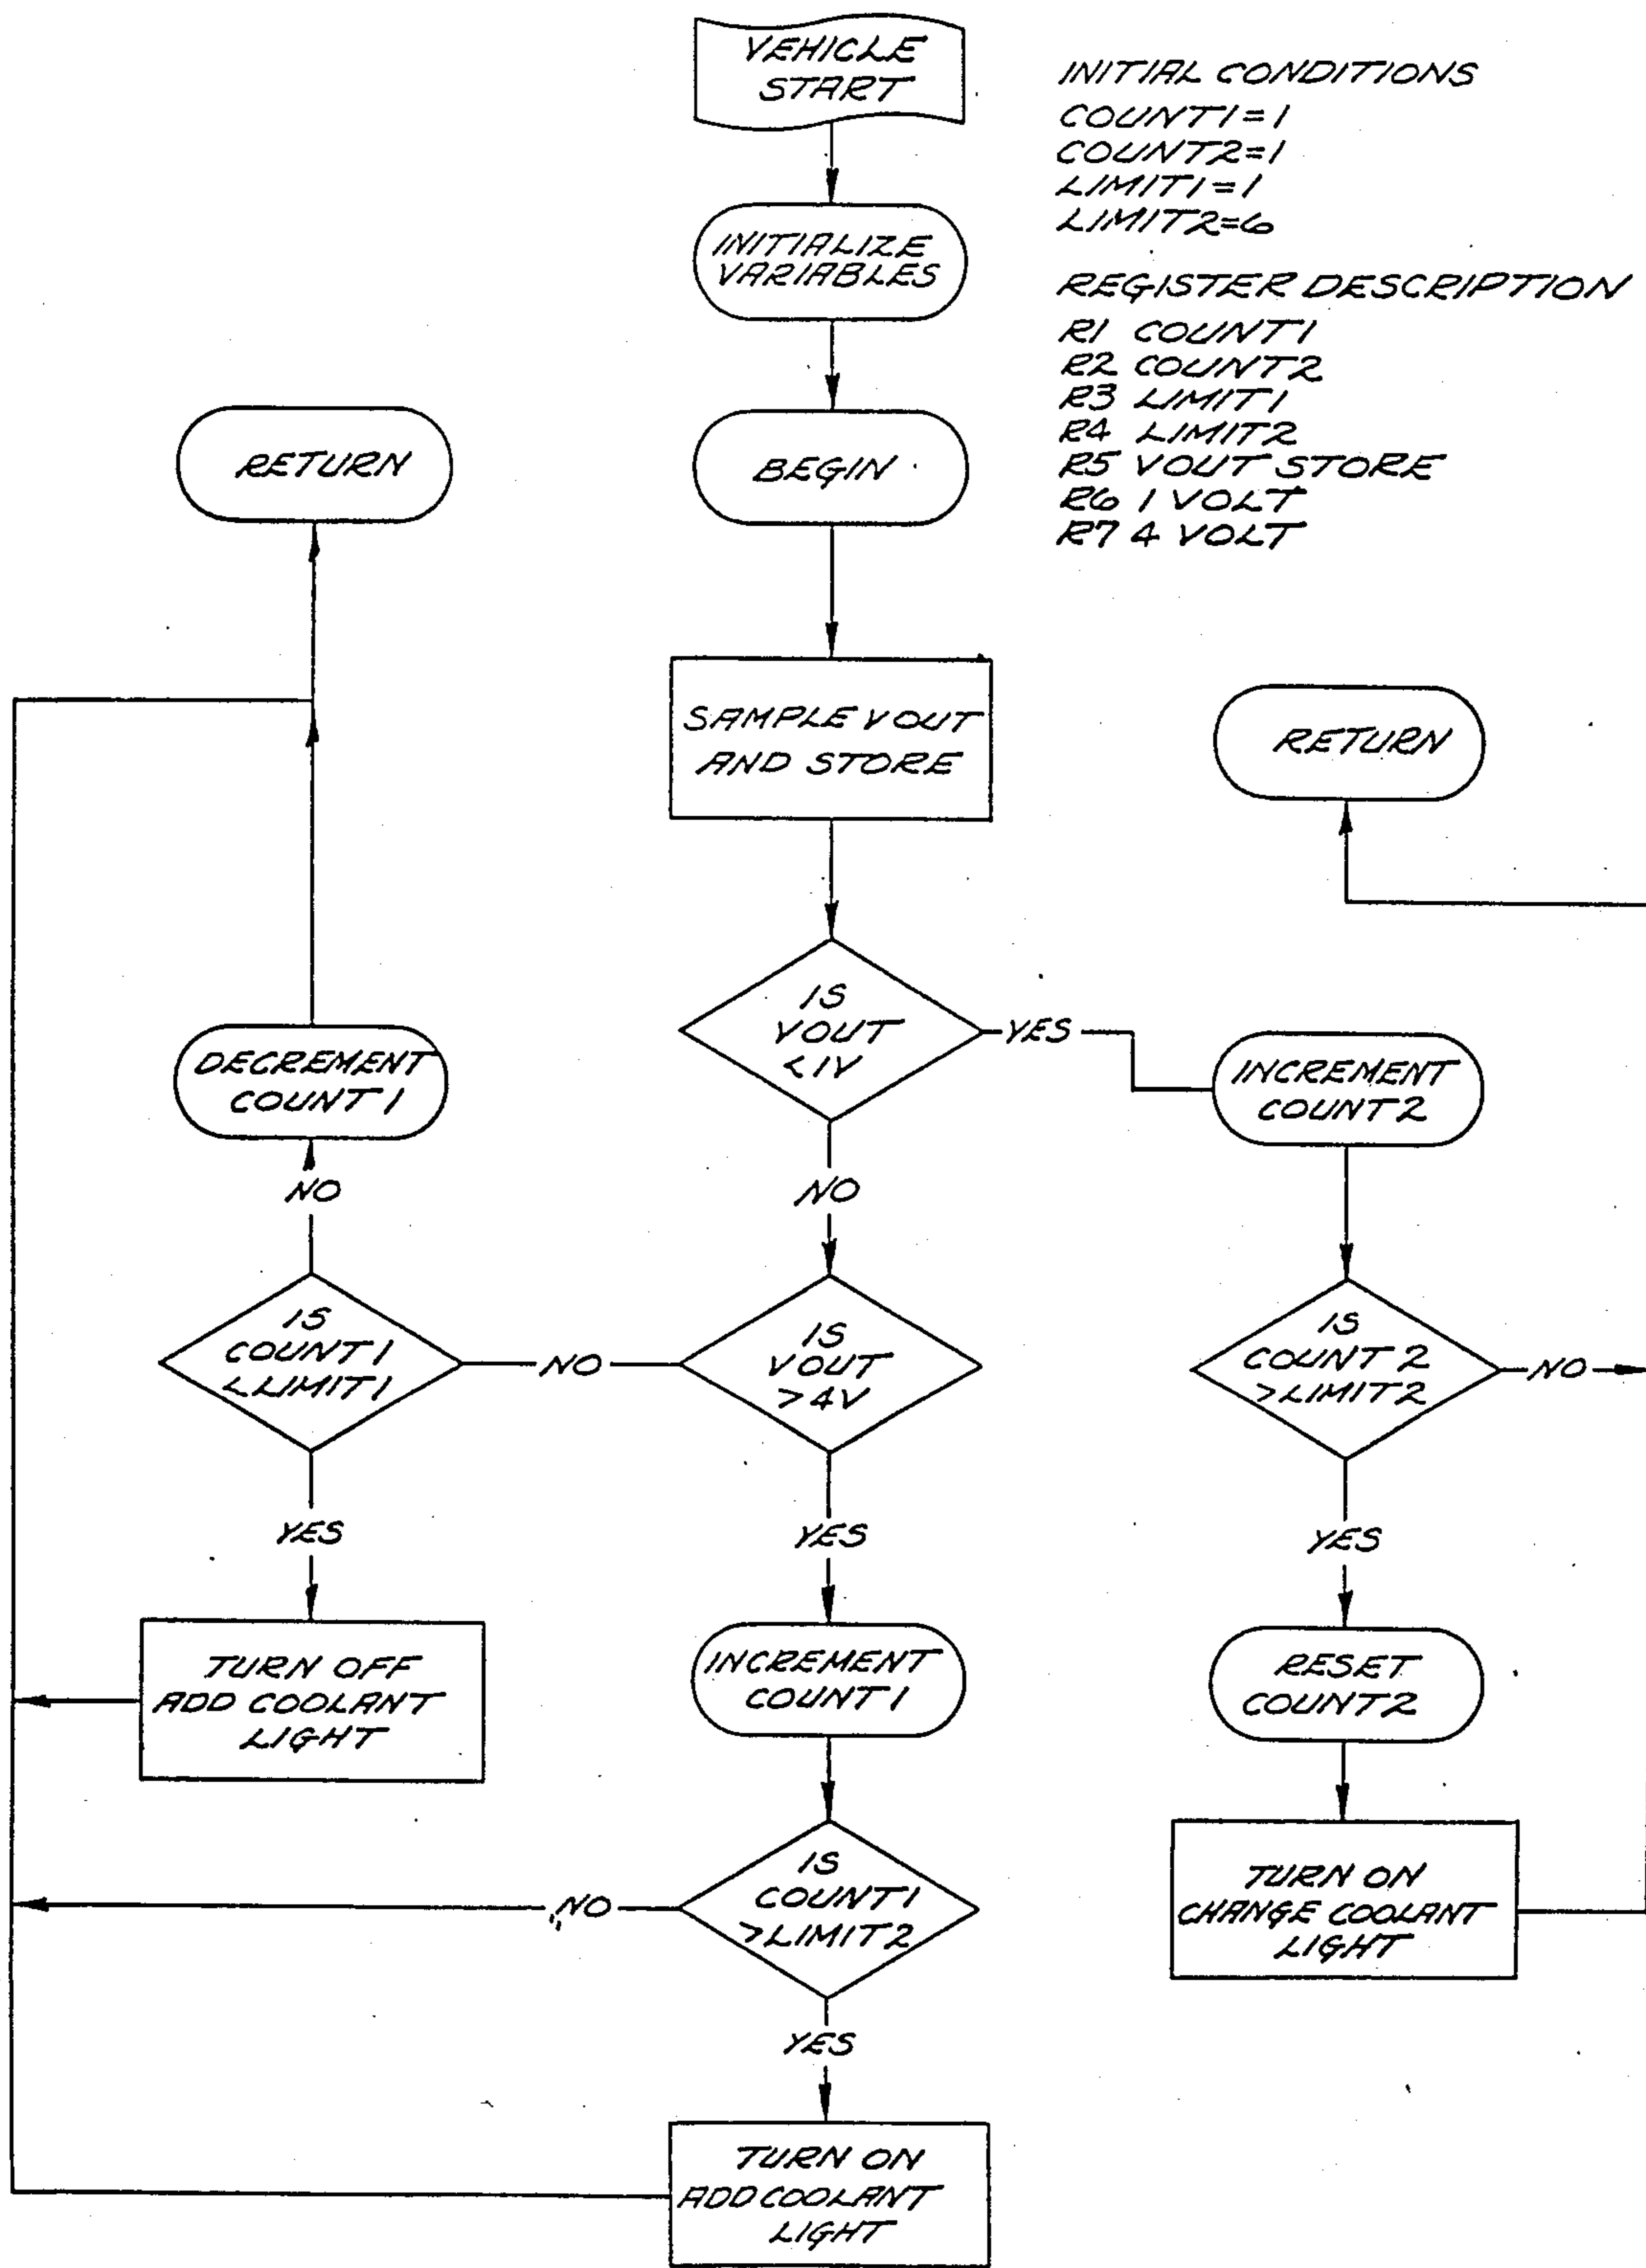 VEHICLE
START
INITIAL CONDITIONS
COUNT1=1
COUNT2=1
LIMIT1=1
LIMIT2=6
INITIALIZE
VARIABLES
REGISTER DESCRIPTION
R1 COUNT1
R2 COUNT2
R3 LIMIT1
R4 LIMIT2
R5 VOUT STORE
R6 1 VOLT
R7 4 VOLT
RETURN
BEGIN
SAMPLE VOUT
AND STORE
RETURN
IS
VOUT
<1V
YES
INCREMENT
COUNT2
DECREMENT
COUNT1
NO
NO
IS
COUNT1
<LIMIT1
NO
IS
VOUT
>4V
IS
COUNT2
>LIMIT2
NO
YES
YES
YES
TURN OFF
ADD COOLANT
LIGHT
INCREMENT
COUNT1
RESET
COUNT2
IS
COUNT1
>LIMIT2
NO
TURN ON
CHANGE COOLANT
LIGHT
YES
TURN ON
ADD COOLANT
LIGHT